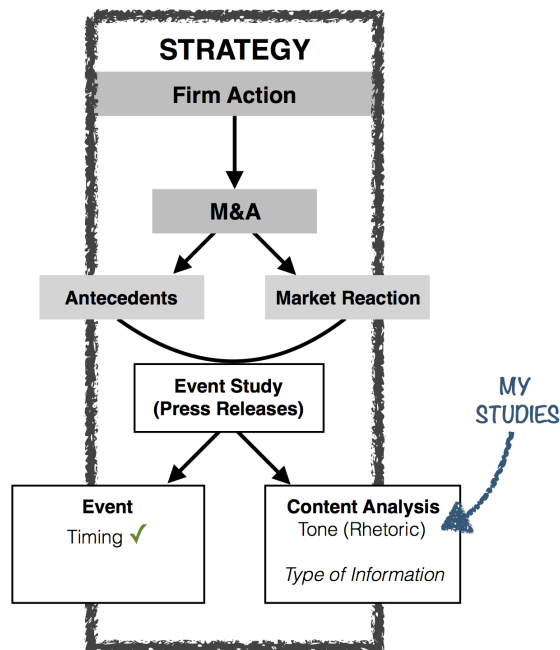 STRATEGY
Firm Action
M&A
Antecedents
Market Reaction
Event Study
(Press Releases)
MY
STUDIES
Event
Timing ✓
Content Analysis
Tone (Rhetoric)
Type of Information